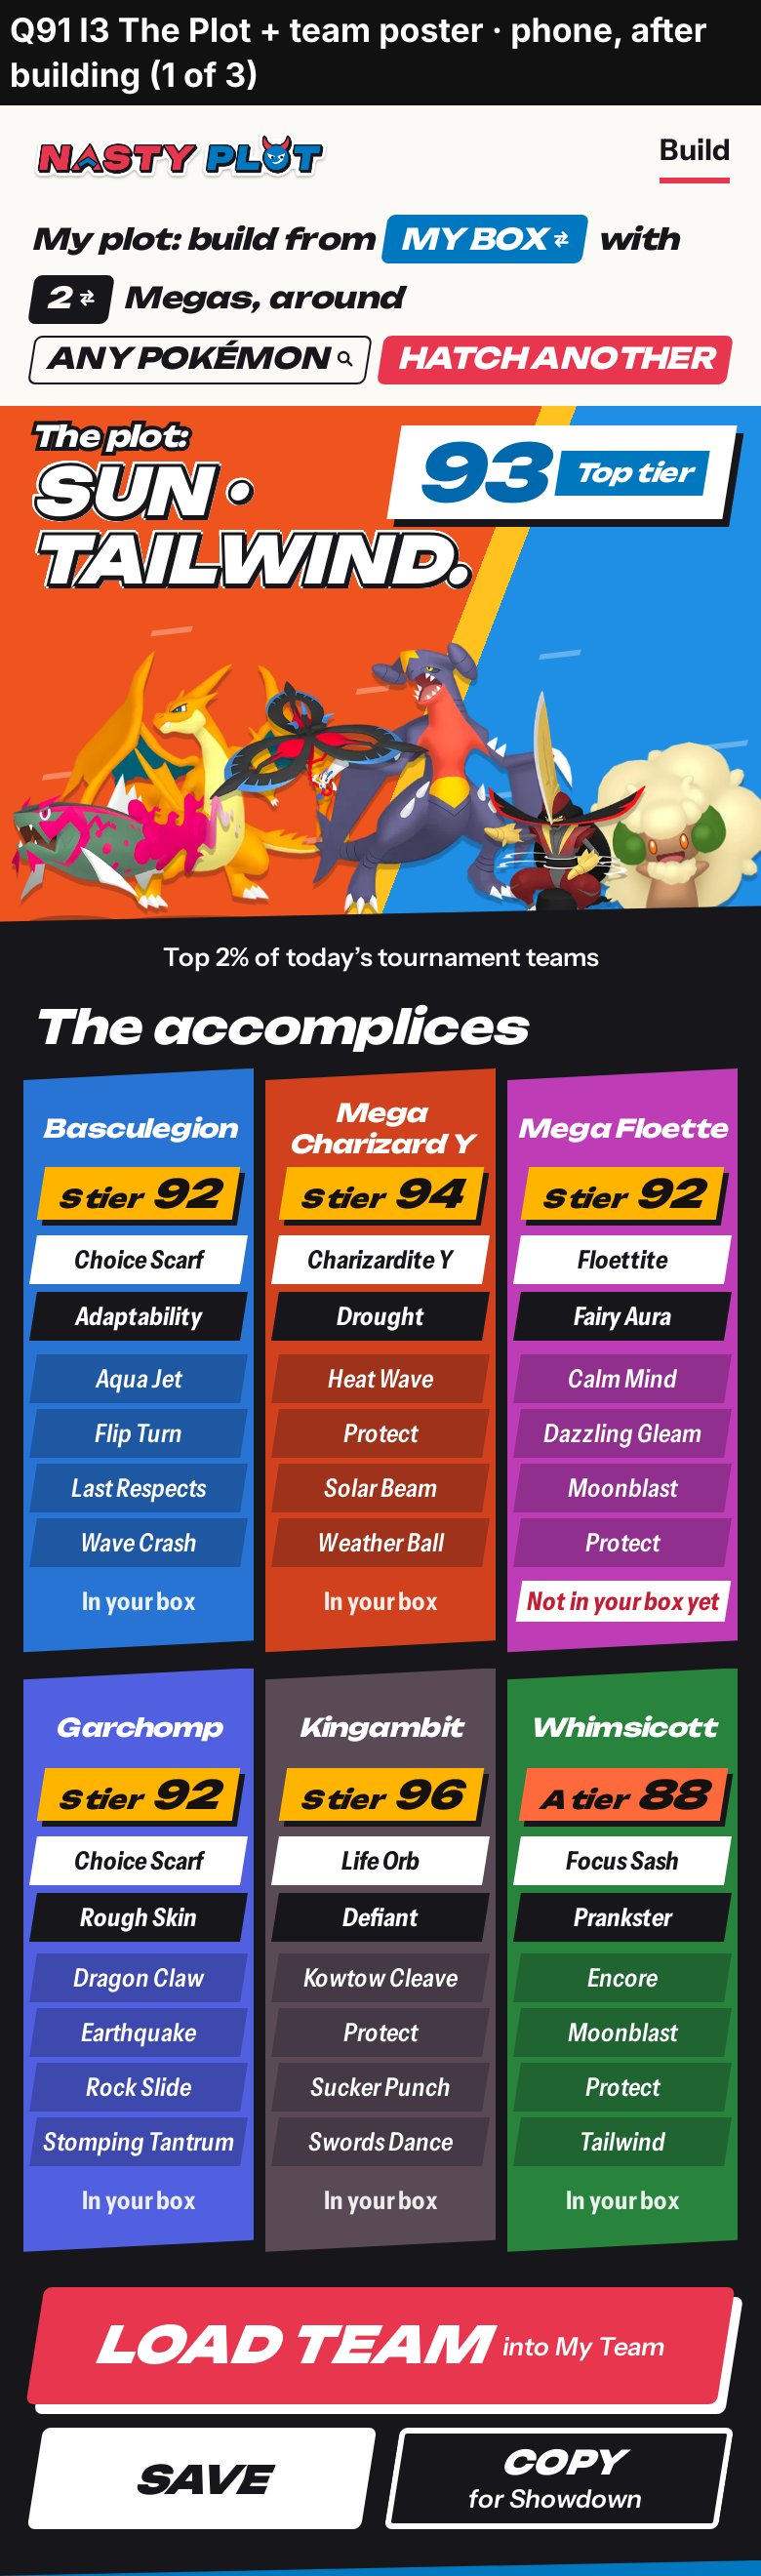 Q91 I3 The Plot + team poster · phone, after
building (1 of 3)
NASTY PLOT
Build
My plot: build from MY BOX ⇄ with
2 ⇄ Megas, around
ANY POKÉMON HATCH ANOTHER
The plot:
SUN ·
TAILWIND.
93 Top tier
Top 2% of today's tournament teams
The accomplices
Basculegion
S tier 92
Choice Scarf
Adaptability
Aqua Jet
Flip Turn
Last Respects
Wave Crash
In your box
Mega
Charizard Y
S tier 94
Charizardite Y
Drought
Heat Wave
Protect
Solar Beam
Weather Ball
In your box
Mega Floette
S tier 92
Floettite
Fairy Aura
Calm Mind
Dazzling Gleam
Moonblast
Protect
Not in your box yet
Garchomp
S tier 92
Choice Scarf
Rough Skin
Dragon Claw
Earthquake
Rock Slide
Stomping Tantrum
In your box
Kingambit
S tier 96
Life Orb
Defiant
Kowtow Cleave
Protect
Sucker Punch
Swords Dance
In your box
Whimsicott
A tier 88
Focus Sash
Prankster
Encore
Moonblast
Protect
Tailwind
In your box
LOAD TEAM into My Team
SAVE
COPY
for Showdown